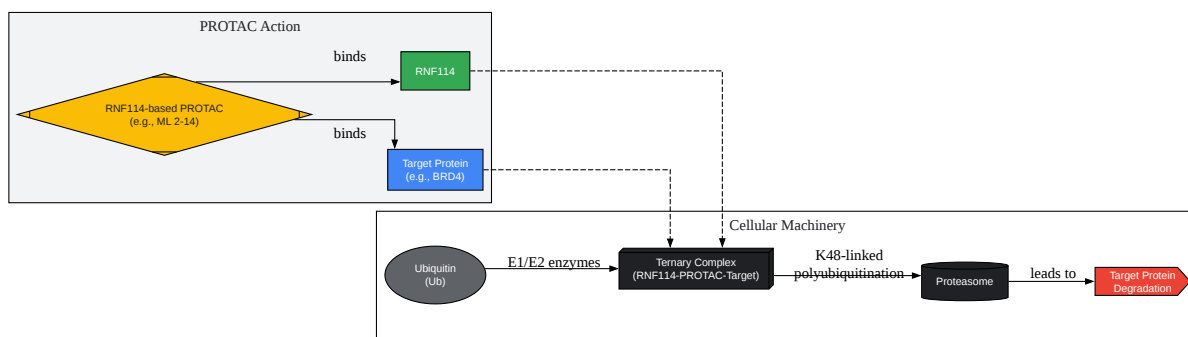 PROTAC Action
binds
RNF114
RNF114-based PROTAC
(e.g., ML 2-14)
binds
Target Protein
(e.g., BRD4)
Cellular Machinery
Ubiquitin
(Ub)
E1/E2 enzymes
Ternary Complex
(RNF114-PROTAC-Target)
K48-linked
polyubiquitination
Proteasome
leads to
Target Protein
Degradation